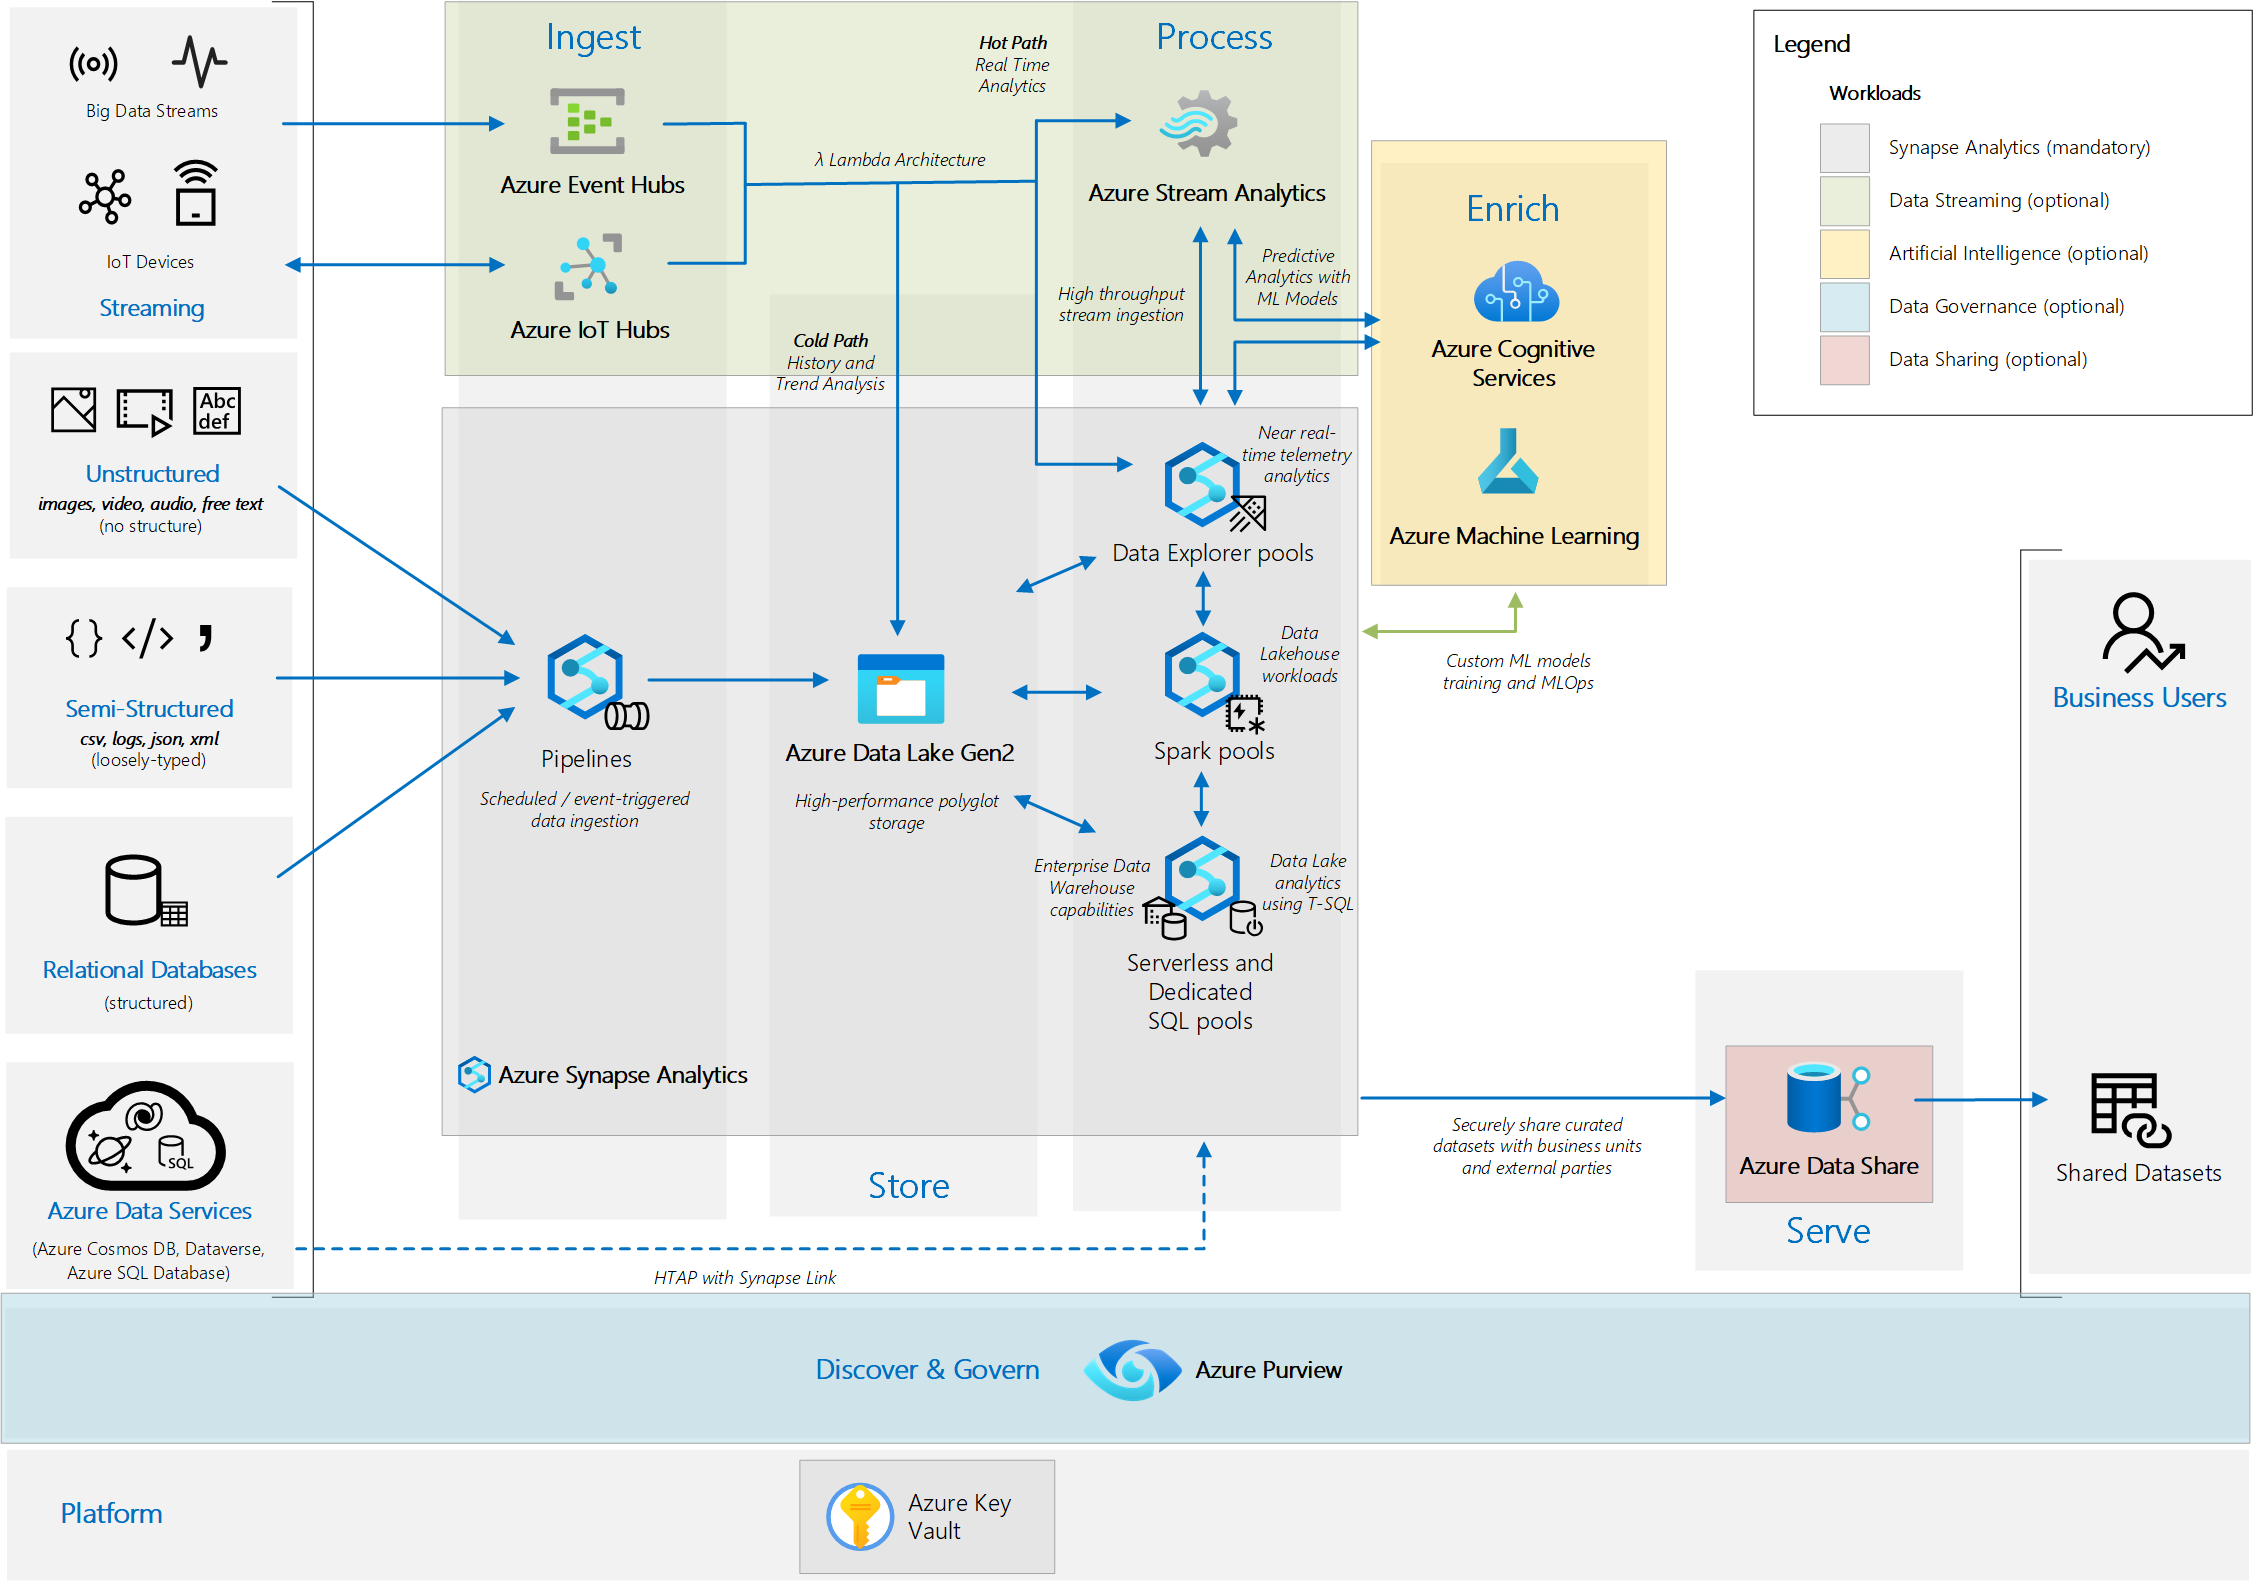 Big Data Streams
IoT Devices
Streaming
Abc
def
Unstructured
images, video, audio, free text
(no structure)
{ } </> ,
Semi-Structured
csv, logs, json, xml
(loosely-typed)
Relational Databases
(structured)
SQL
Azure Data Services
(Azure Cosmos DB, Dataverse,
Azure SQL Database)
Ingest
Azure Event Hubs
Azure IoT Hubs
λ Lambda Architecture
Hot Path
Real Time
Analytics
Cold Path
History and
Trend Analysis
Process
Azure Stream Analytics
High throughput
stream ingestion
Predictive
Analytics with
ML Models
Enrich
Azure Cognitive
Services
Azure Machine Learning
Custom ML models
training and MLOps
Pipelines
Scheduled / event-triggered
data ingestion
Azure Data Lake Gen2
High-performance polyglot
storage
Near real-
time telemetry
analytics
Data Explorer pools
Data
Lakehouse
workloads
Spark pools
Enterprise Data
Warehouse
capabilities
Data Lake
analytics
using T-SQL
Serverless and
Dedicated
SQL pools
Azure Synapse Analytics
Store
HTAP with Synapse Link
Securely share curated
datasets with business units
and external parties
Azure Data Share
Serve
Business Users
Shared Datasets
Legend
Workloads
Synapse Analytics (mandatory)
Data Streaming (optional)
Artificial Intelligence (optional)
Data Governance (optional)
Data Sharing (optional)
Discover & Govern
Azure Purview
Platform
Azure Key
Vault